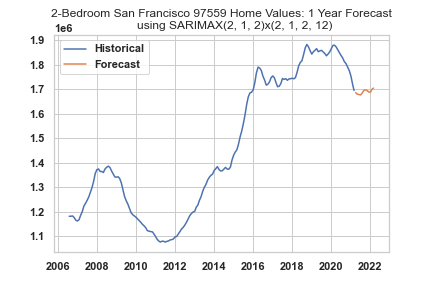 2-Bedroom San Francisco 97559 Home Values: 1 Year Forecast
using SARIMAX(2, 1, 2)x(2, 1, 2, 12)
1e6
1.9
1.8
1.7
1.6
1.5
1.4
1.3
1.2
1.1
Historical
Forecast
2006 2008 2010 2012 2014 2016 2018 2020 2022